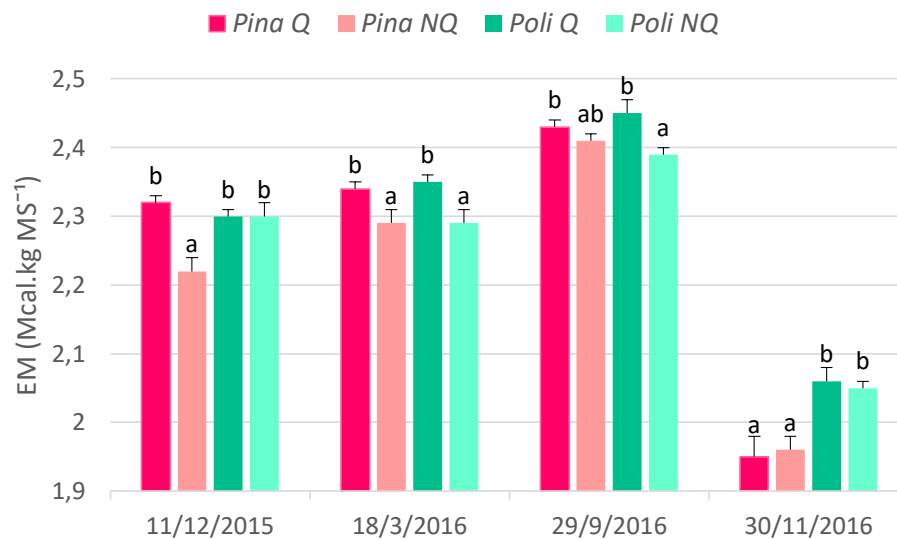 Pina Q Pina NQ Poli Q Poli NQ
EM (Mcal.kg MS⁻¹)
2,5
2,4
2,3
2,2
2,1
2
1,9
b a b b
b a b a
b ab b a
a a b b
11/12/2015 18/3/2016 29/9/2016 30/11/2016